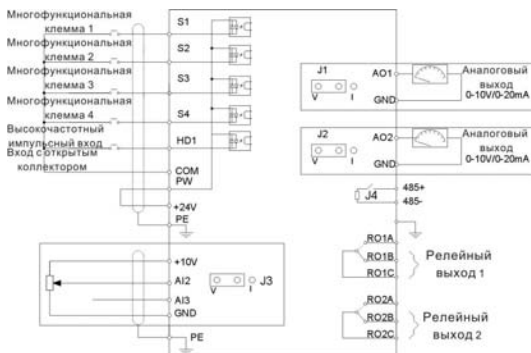 Многофункциональная
клемма 1
Многофункциональная
клемма 2
Многофункциональная
клемма 3
Многофункциональная
клемма 4
Высокочастотный
импульсный вход
Вход с открытым
коллектором
S1
S2
S3
S4
HD1
COM
PW
+24V
PE
+10V
AI2
AI3
GND
PE
J3
V I
J1
V I
AO1
GND
Аналоговый
выход
0-10V/0-20mA
J2
V I
AO2
GND
Аналоговый
выход
0-10V/0-20mA
J4
485+
485-
RO1A
RO1B
RO1C
Релейный
выход 1
RO2A
RO2B
RO2C
Релейный
выход 2